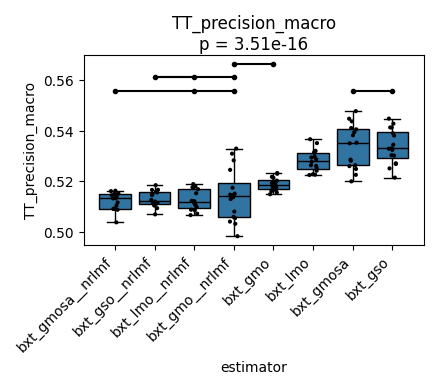 TT_precision_macro
p = 3.51e-16
TT_precision_macro
0.56
0.54
0.52
0.50
bxt_gmosa__nrlmf
bxt_gso__nrlmf
bxt_lmo__nrlmf
bxt_gmo__nrlmf
bxt_gmo
bxt_lmo
bxt_gmosa
bxt_gso
estimator